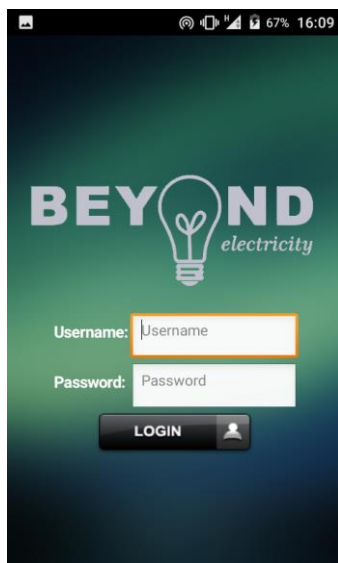 H 67% 16:09
BEYOND
electricity
Username: Username
Password: Password
LOGIN